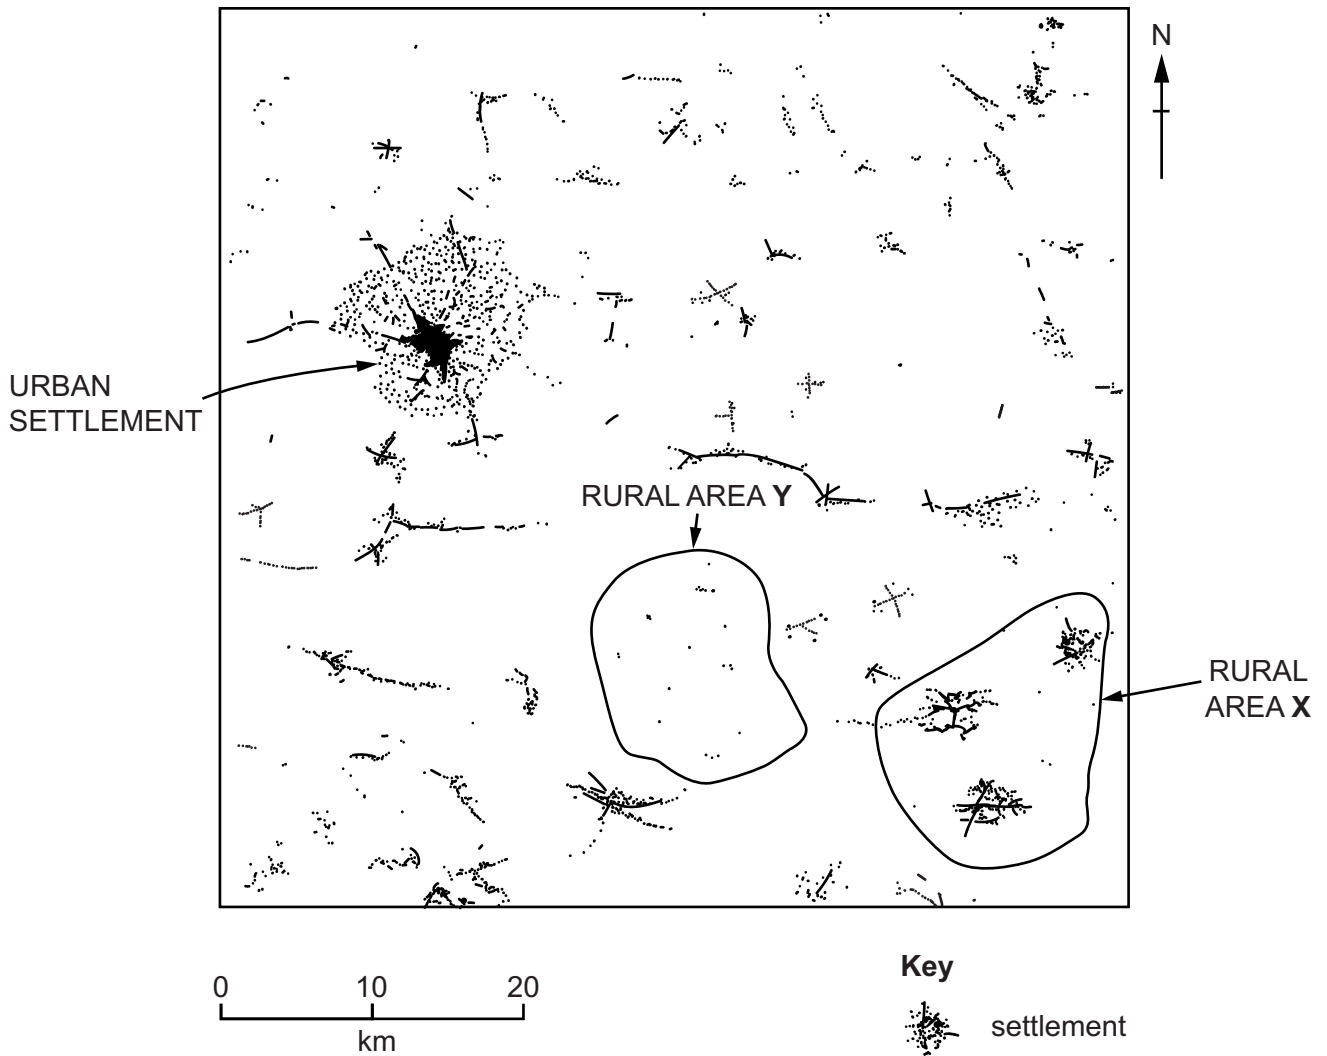 N
URBAN
SETTLEMENT
RURAL AREA Y
RURAL
AREA X
0 10 20
km
Key
settlement